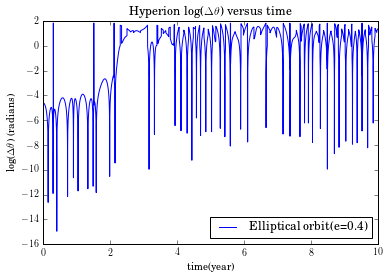 Hyperion log(Δθ) versus time
2
0
−2
−4
−6
−8
−10
−12
−14
−16
log(Δθ) (radians)
Elliptical orbit(e=0.4)
0 2 4 6 8 10
time(year)